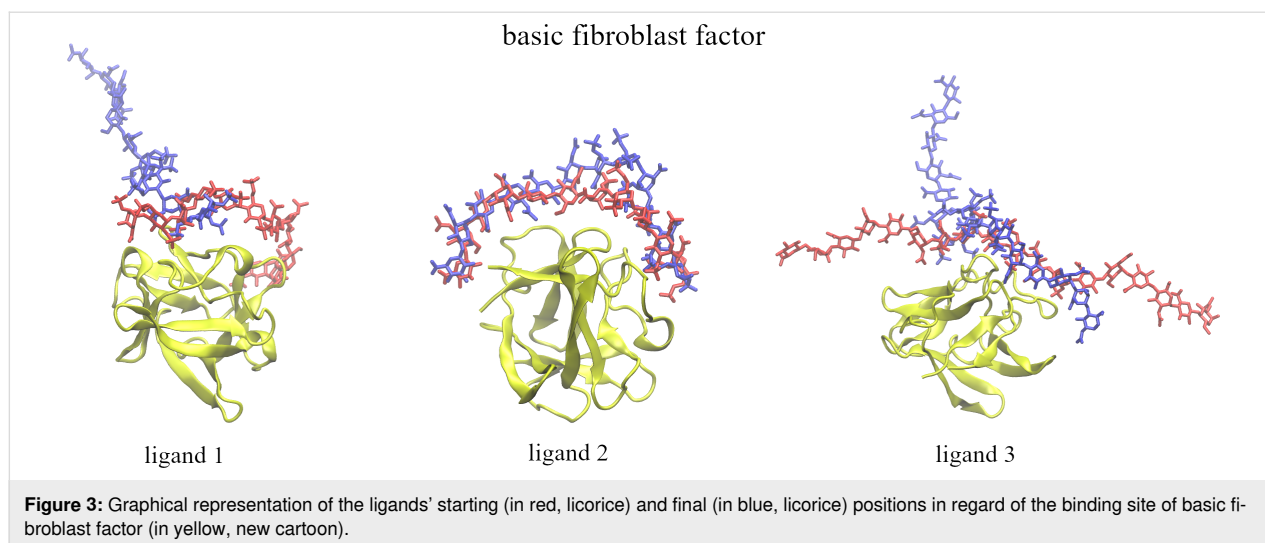 basic fibroblast factor
ligand 1
ligand 2
ligand 3
Figure 3: Graphical representation of the ligands' starting (in red, licorice) and final (in blue, licorice) positions in regard of the binding site of basic fi-
broblast factor (in yellow, new cartoon).